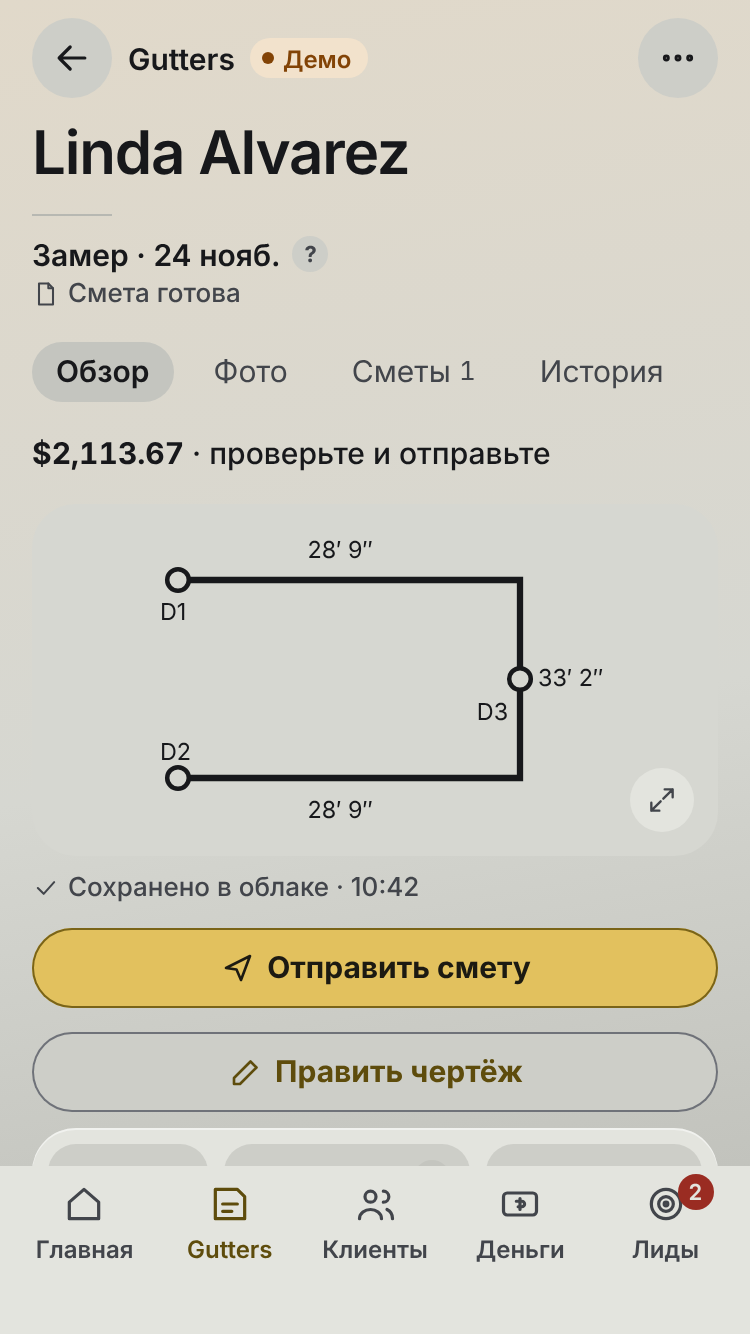 Gutters
Демо
Linda Alvarez
Замер · 24 нояб.
?
Смета готова
Обзор
Фото
Сметы 1
История
$2,113.67 · проверьте и отправьте
28′ 9″
D1
33′ 2″
D3
D2
28′ 9″
Сохранено в облаке · 10:42
Отправить смету
Править чертёж
2
Главная
Gutters
Клиенты
Деньги
Лиды